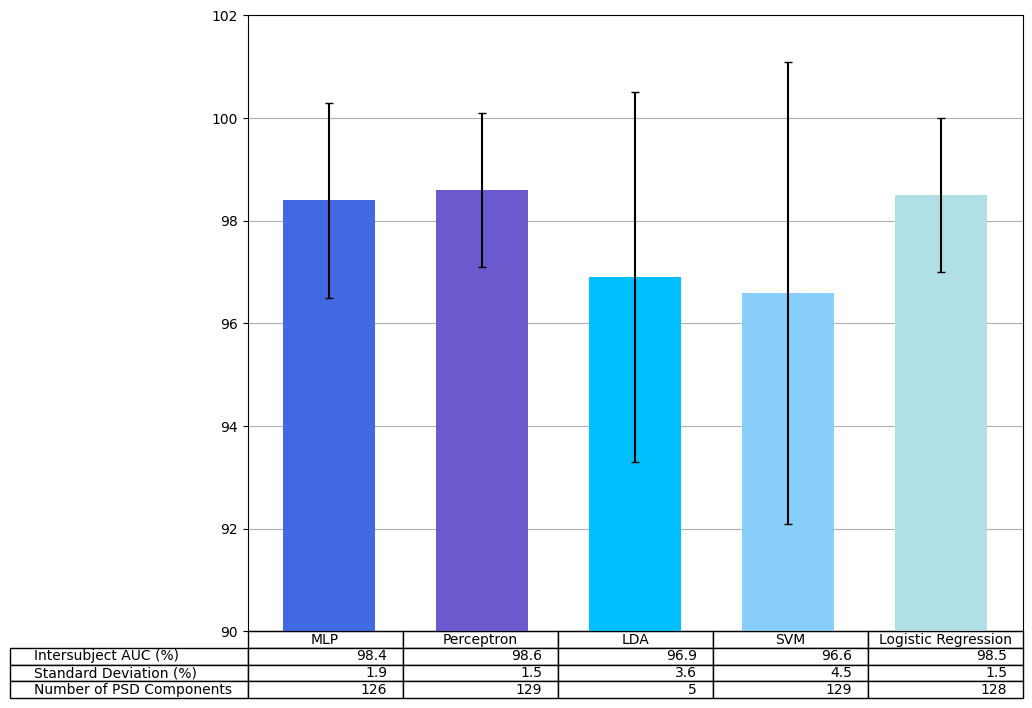 102
100
98
96
94
92
90
MLP Perceptron LDA SVM Logistic Regression
Intersubject AUC (%) 98.4 98.6 96.9 96.6 98.5
Standard Deviation (%) 1.9 1.5 3.6 4.5 1.5
Number of PSD Components 126 129 5 129 128